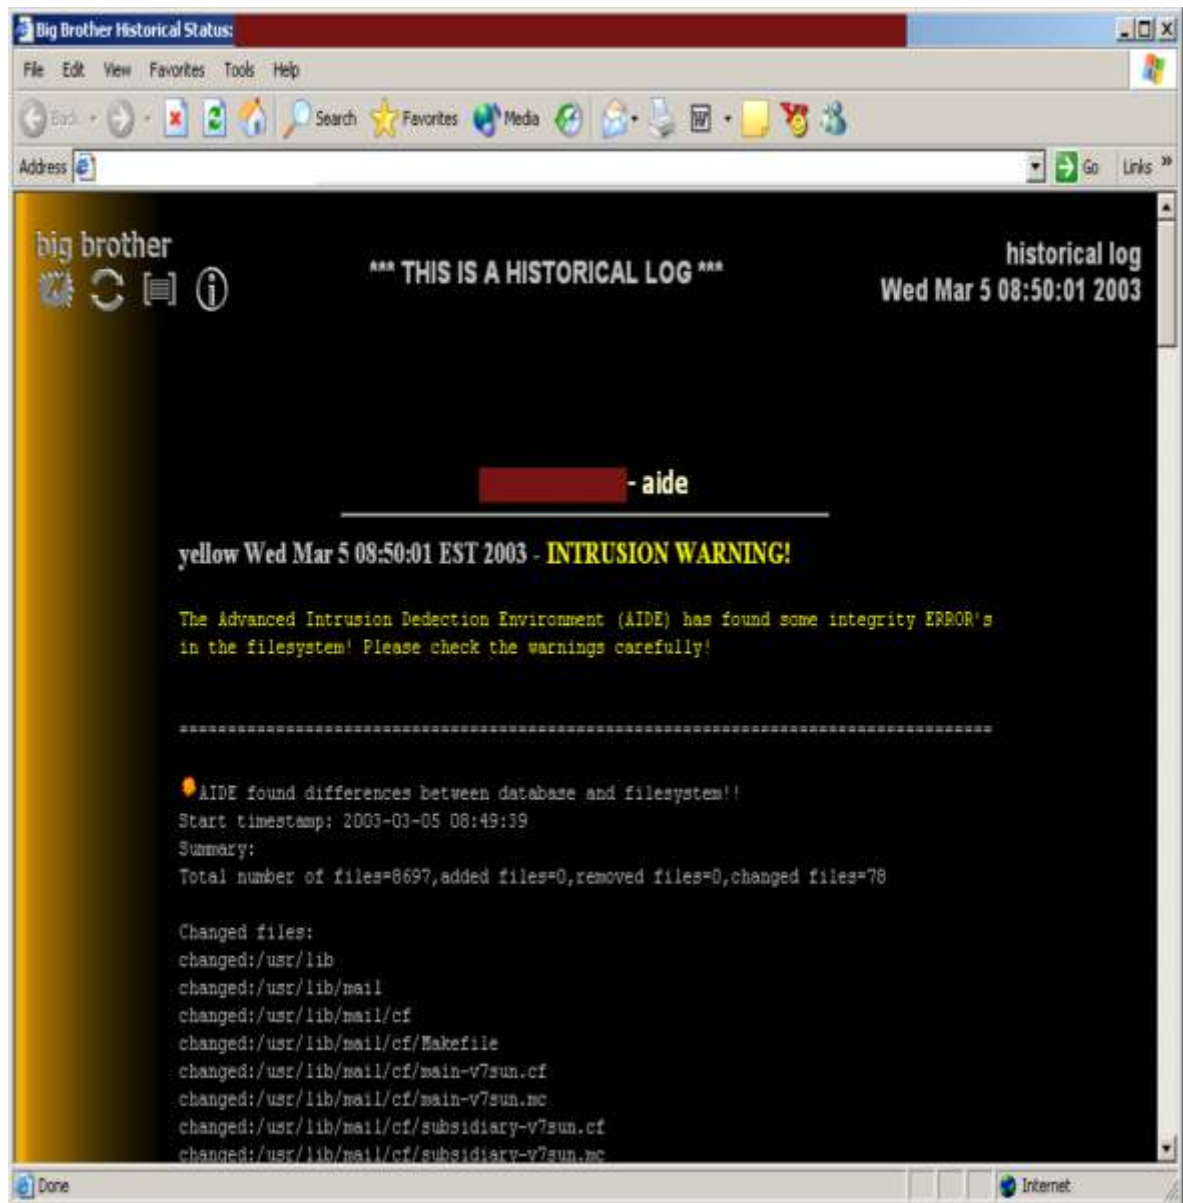 Big Brother Historical Status:
File Edit View Favorites Tools Help
Back Search Favorites Media
Address Go Links »
big brother
*** THIS IS A HISTORICAL LOG ***
historical log
Wed Mar 5 08:50:01 2003
- aide
yellow Wed Mar 5 08:50:01 EST 2003 - INTRUSION WARNING!
The Advanced Intrusion Dedection Environment (AIDE) has found some integrity ERROR's
in the filesystem! Please check the warnings carefully!
====================================================================================
AIDE found differences between database and filesystem!!
Start timestamp: 2003-03-05 08:49:39
Summary:
Total number of files=8697,added files=0,removed files=0,changed files=78
Changed files:
changed:/usr/lib
changed:/usr/lib/mail
changed:/usr/lib/mail/cf
changed:/usr/lib/mail/cf/Makefile
changed:/usr/lib/mail/cf/main-v7sun.cf
changed:/usr/lib/mail/cf/main-v7sun.mc
changed:/usr/lib/mail/cf/subsidiary-v7sun.cf
changed:/usr/lib/mail/cf/subsidiary-v7sun.mc
Done Internet